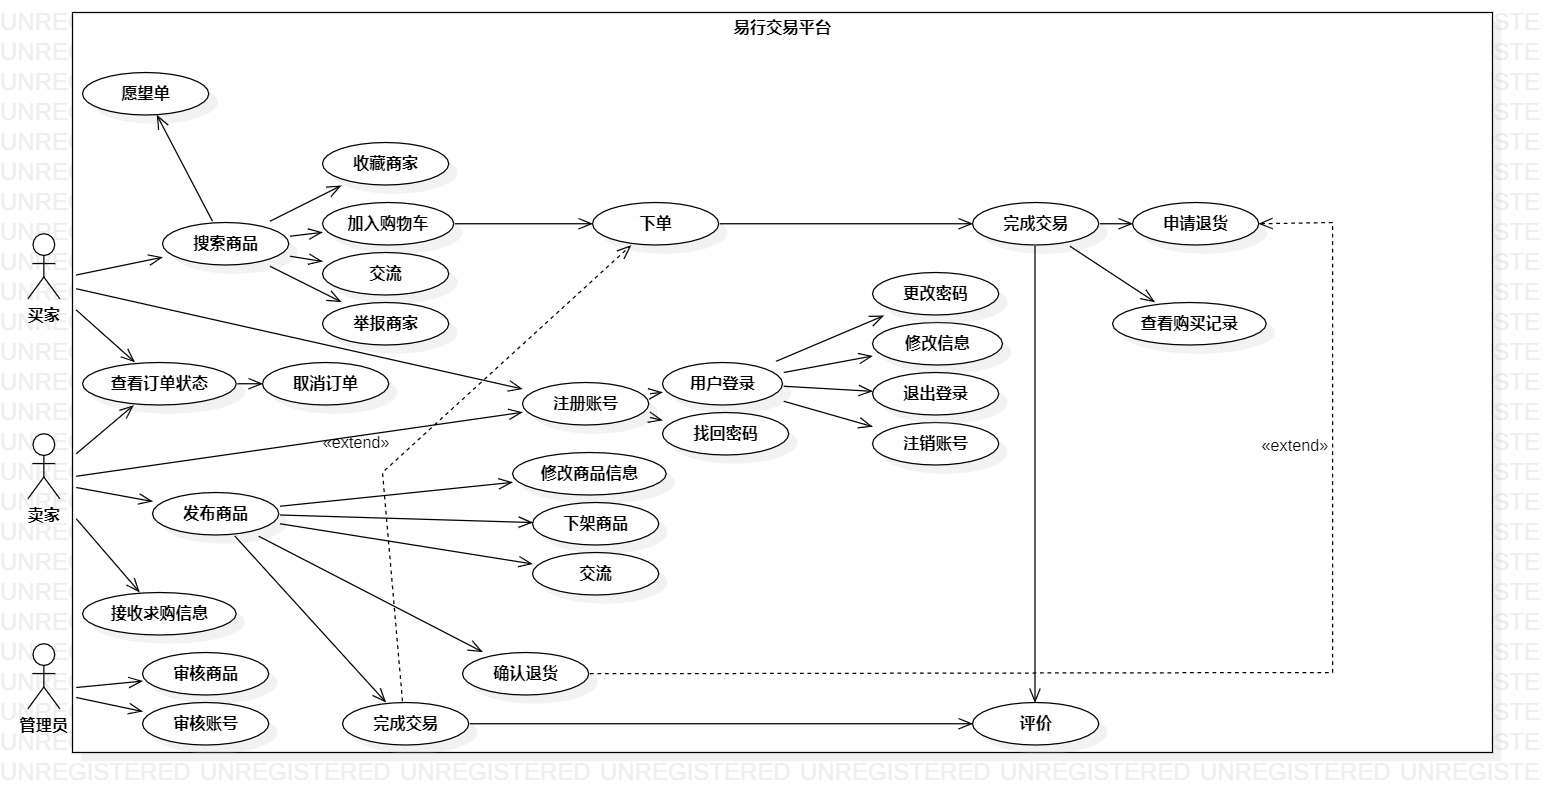 易行交易平台
愿望单
收藏商家
加入购物车
下单
完成交易
申请退货
搜索商品
交流
举报商家
更改密码
查看购买记录
买家
修改信息
查看订单状态
取消订单
用户登录
退出登录
注册账号
找回密码
注销账号
«extend»
«extend»
修改商品信息
卖家
发布商品
下架商品
交流
接收求购信息
审核商品
确认退货
管理员
审核账号
完成交易
评价
UNREGISTERED UNREGISTERED UNREGISTERED UNREGISTERED UNREGISTERED UNREGISTERED UNREGISTERED UNREGISTE